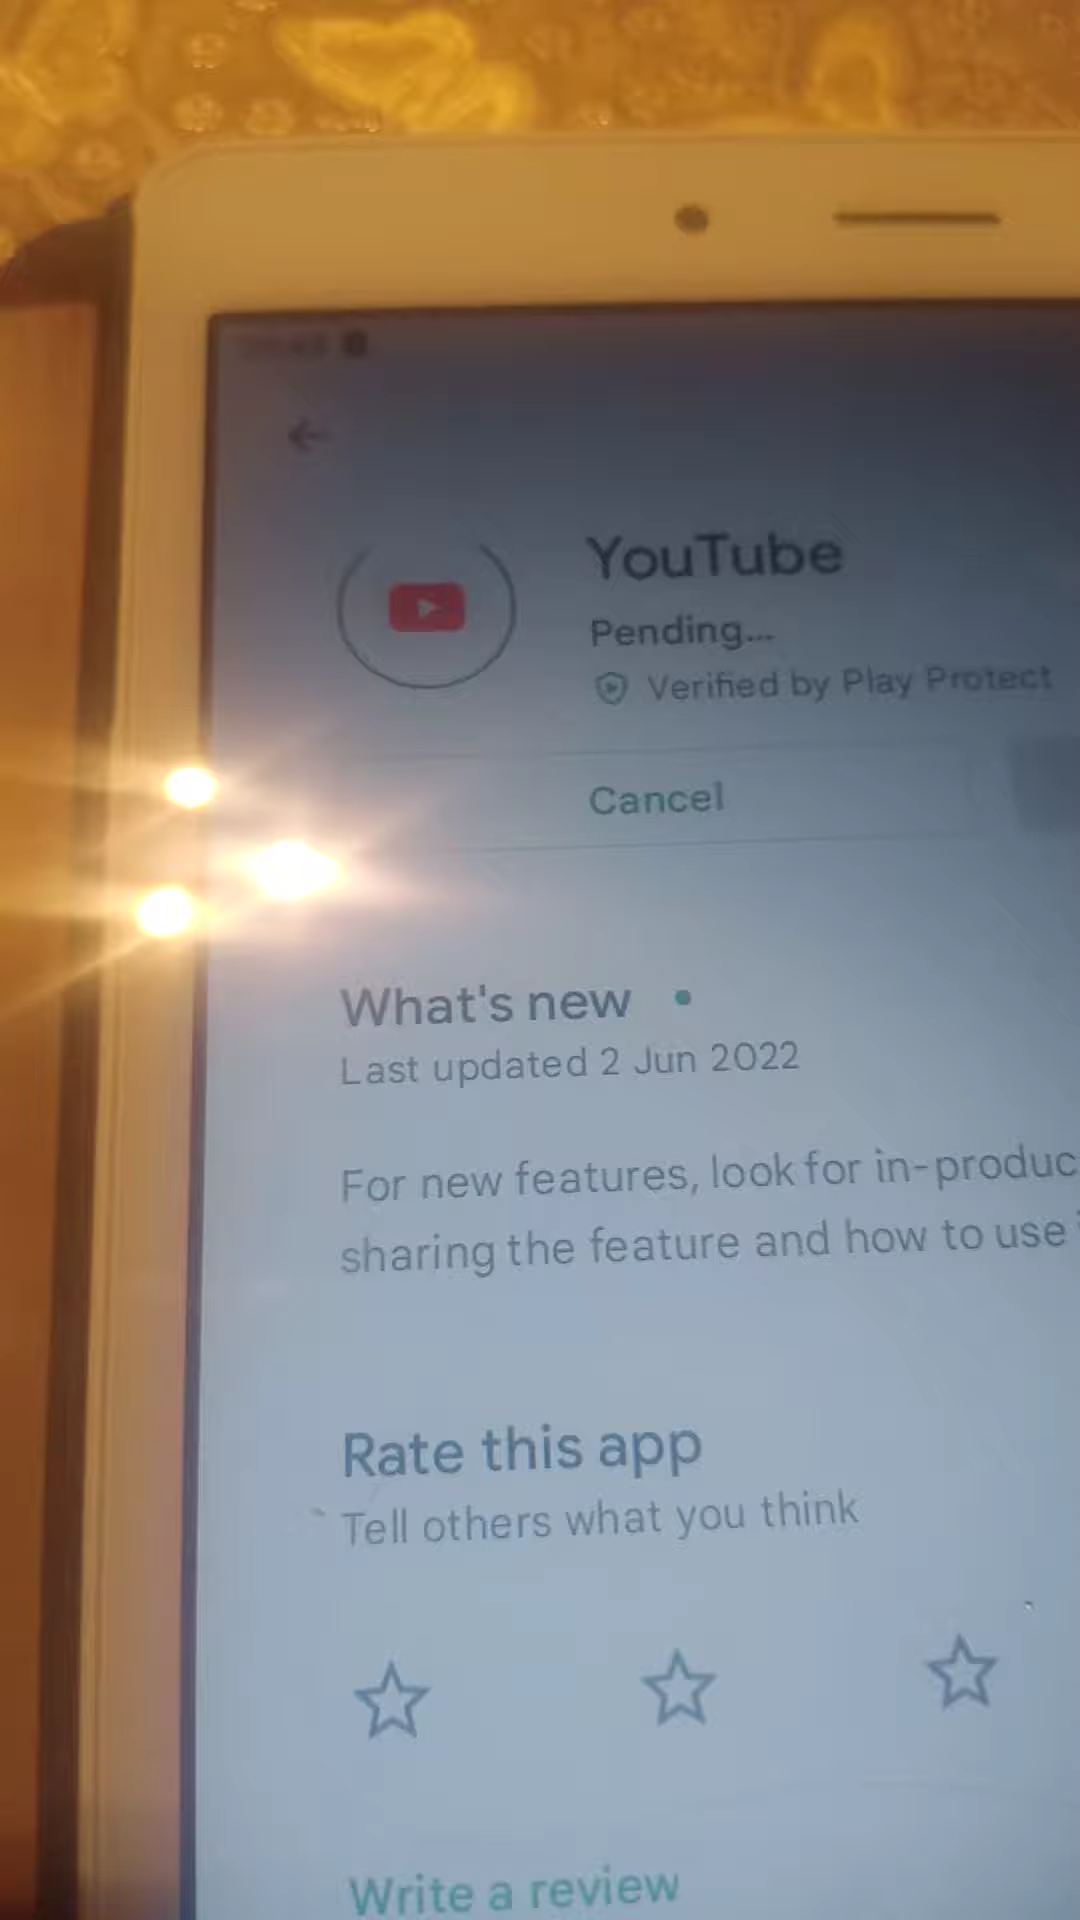 YouTube
Pending...
Verified by Play Protect
Cancel
What's new
Last updated 2 Jun 2022
For new features, look for in-produc
sharing the feature and how to use
Rate this app
Tell others what you think
Write a review